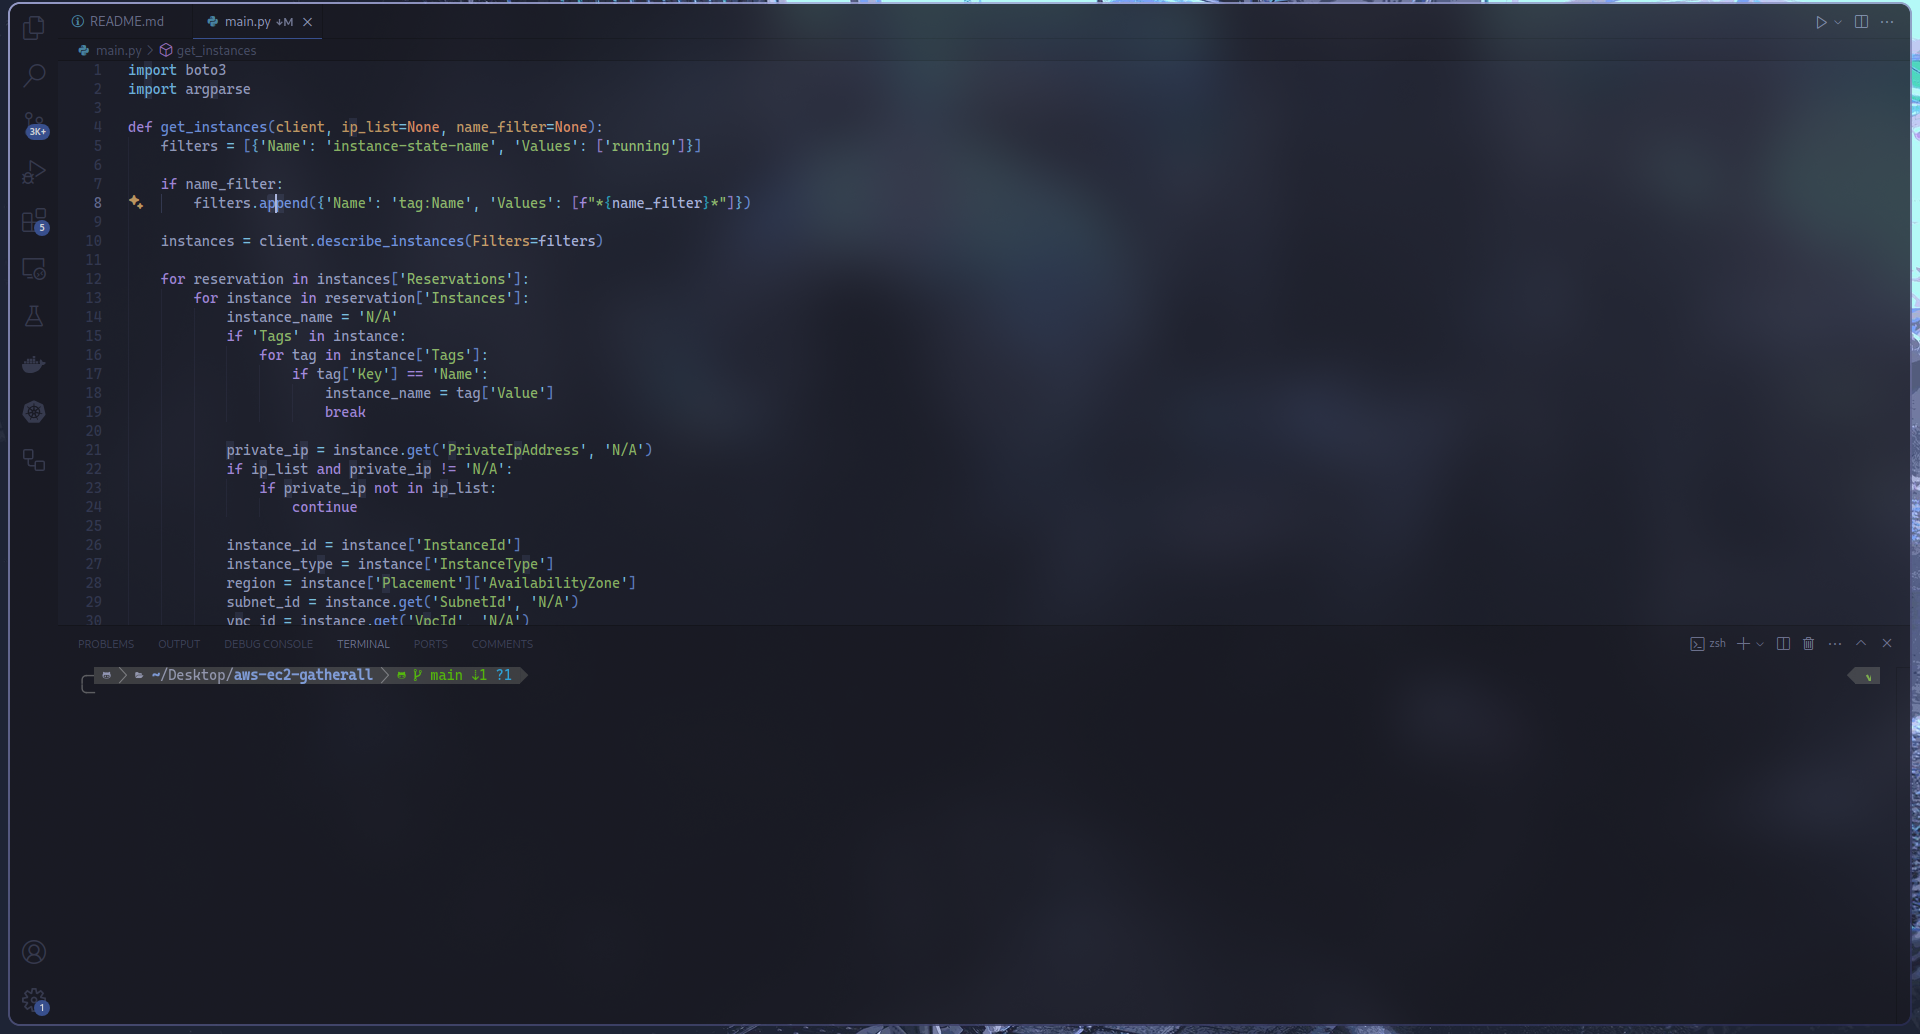 README.md
main.py ↓M
main.py > get_instances
3K+
5
1 import boto3
2 import argparse
3
4 def get_instances(client, ip_list=None, name_filter=None):
5     filters = [{'Name': 'instance-state-name', 'Values': ['running']}]
6
7     if name_filter:
8         filters.append({'Name': 'tag:Name', 'Values': [f"*{name_filter}*"]})
9
10     instances = client.describe_instances(Filters=filters)
11
12     for reservation in instances['Reservations']:
13         for instance in reservation['Instances']:
14             instance_name = 'N/A'
15             if 'Tags' in instance:
16                 for tag in instance['Tags']:
17                     if tag['Key'] == 'Name':
18                         instance_name = tag['Value']
19                         break
20
21             private_ip = instance.get('PrivateIpAddress', 'N/A')
22             if ip_list and private_ip != 'N/A':
23                 if private_ip not in ip_list:
24                     continue
25
26             instance_id = instance['InstanceId']
27             instance_type = instance['InstanceType']
28             region = instance['Placement']['AvailabilityZone']
29             subnet_id = instance.get('SubnetId', 'N/A')
30             vpc_id = instance.get('VpcId', 'N/A')
PROBLEMS OUTPUT DEBUG CONSOLE TERMINAL PORTS COMMENTS
zsh
~/Desktop/aws-ec2-gatherall main ↓1 ?1
1